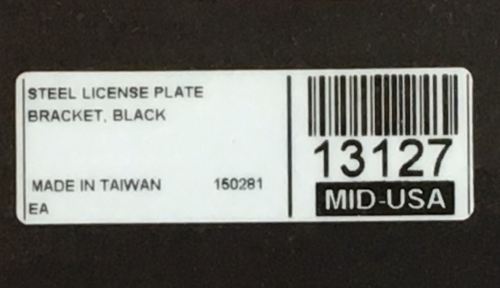 STEEL LICENSE PLATE
BRACKET, BLACK
MADE IN TAIWAN 150281
EA
13127
MID-USA